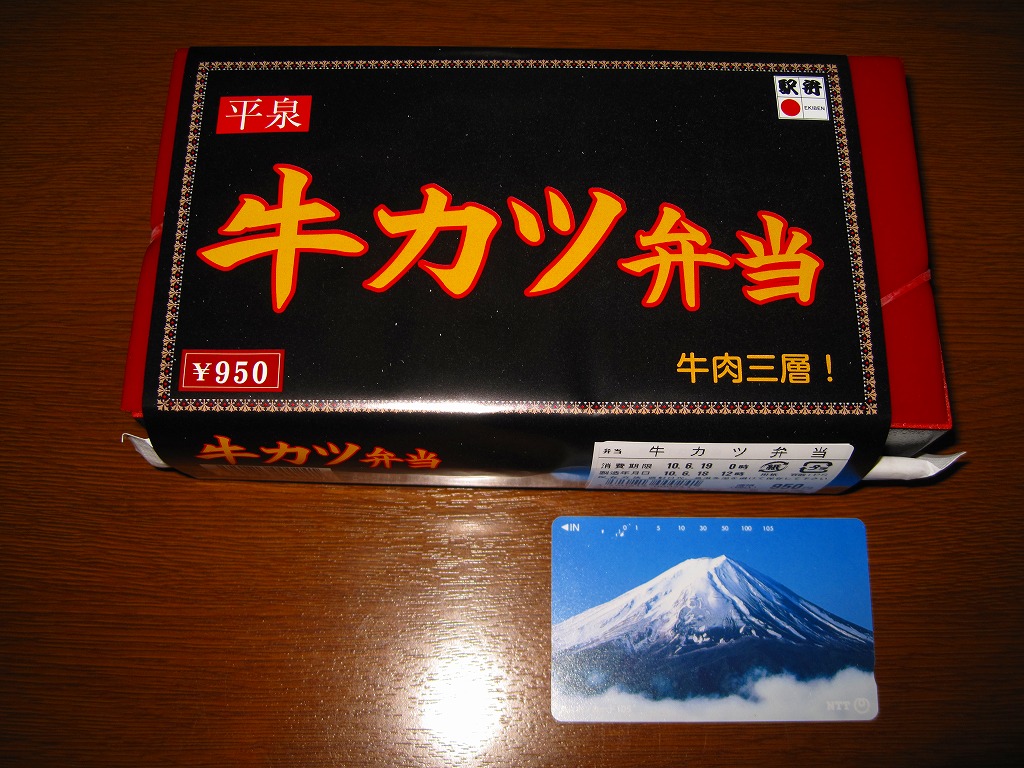 駅弁
EKIBEN
平泉
牛カツ弁当
¥950
牛肉三層!
牛カツ弁当
弁当 牛カツ弁当
消費期限 10.6.19 0時
製造年月日 10.6.18 12時
950
◀IN
0 1 5 10 30 50 100 105
NTT